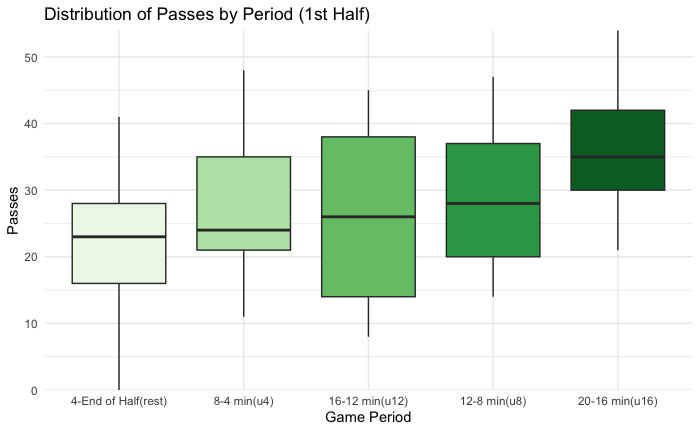 Distribution of Passes by Period (1st Half)
Passes
50
40
30
20
10
0
4-End of Half(rest)
8-4 min(u4)
16-12 min(u12)
12-8 min(u8)
20-16 min(u16)
Game Period